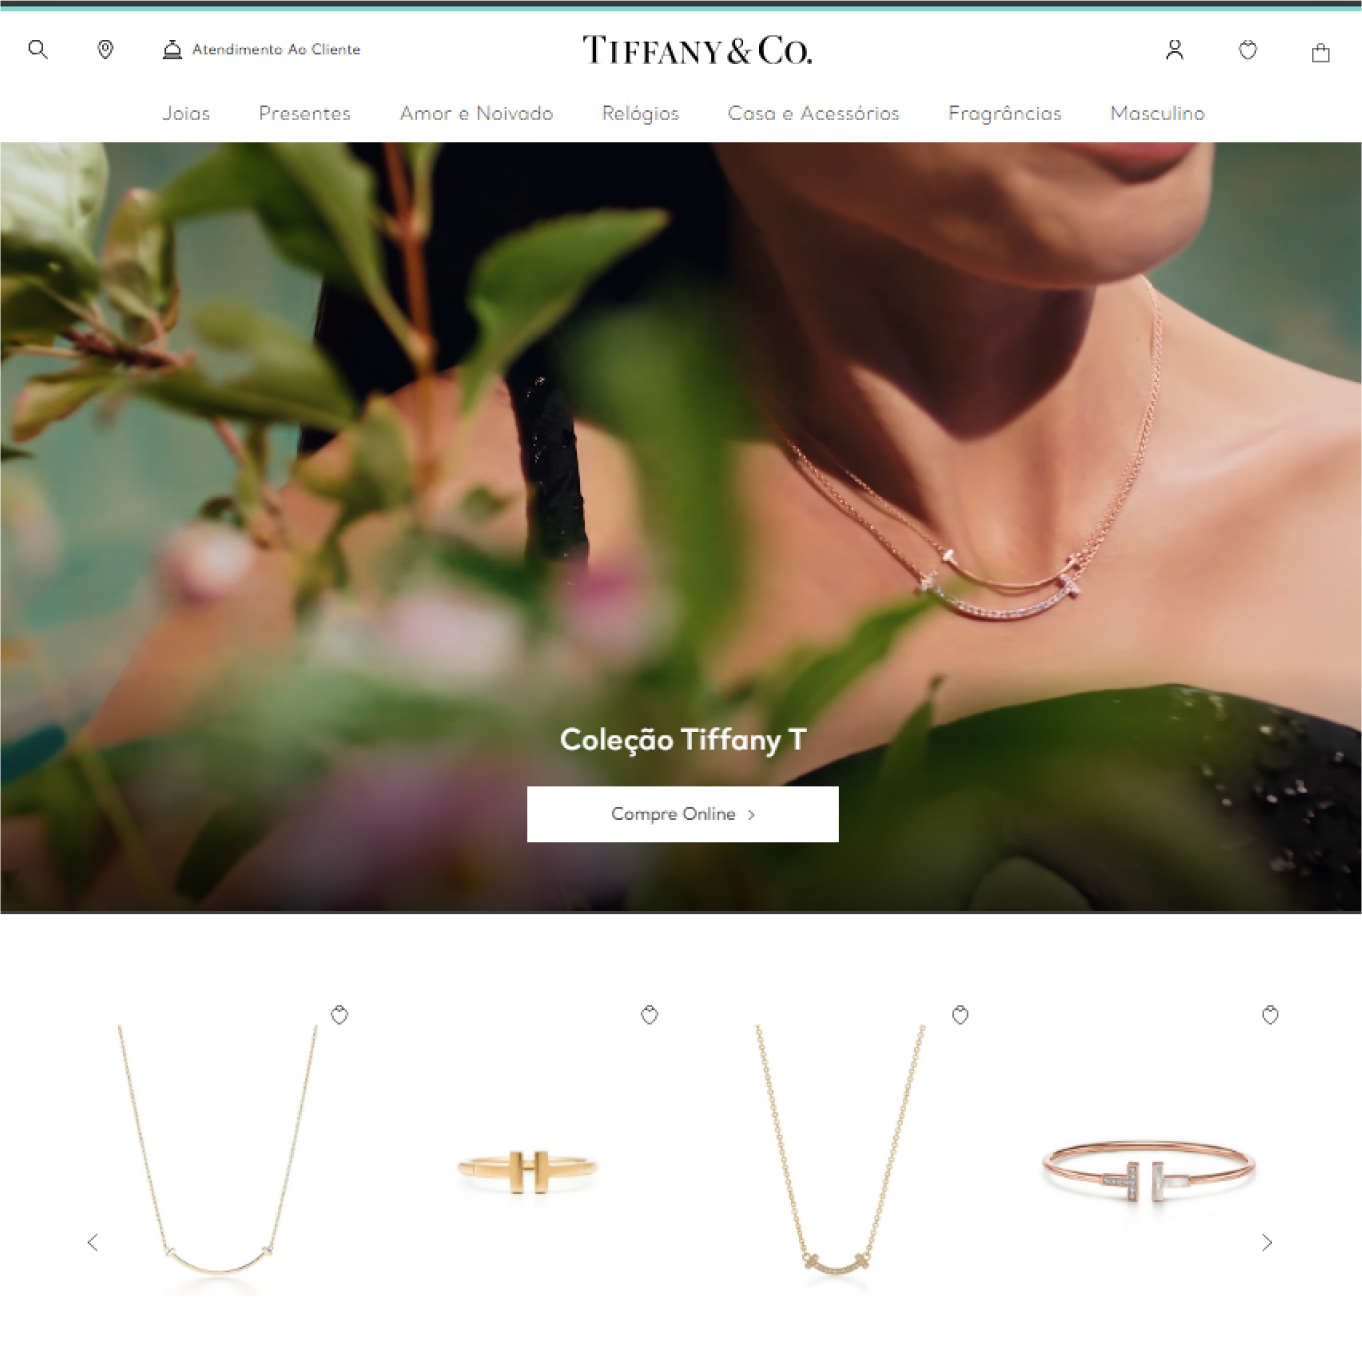 Atendimento Ao Cliente
TIFFANY & CO.
Joias
Presentes
Amor e Noivado
Relógios
Casa e Acessórios
Fragrâncias
Masculino
Coleção Tiffany T
Compre Online